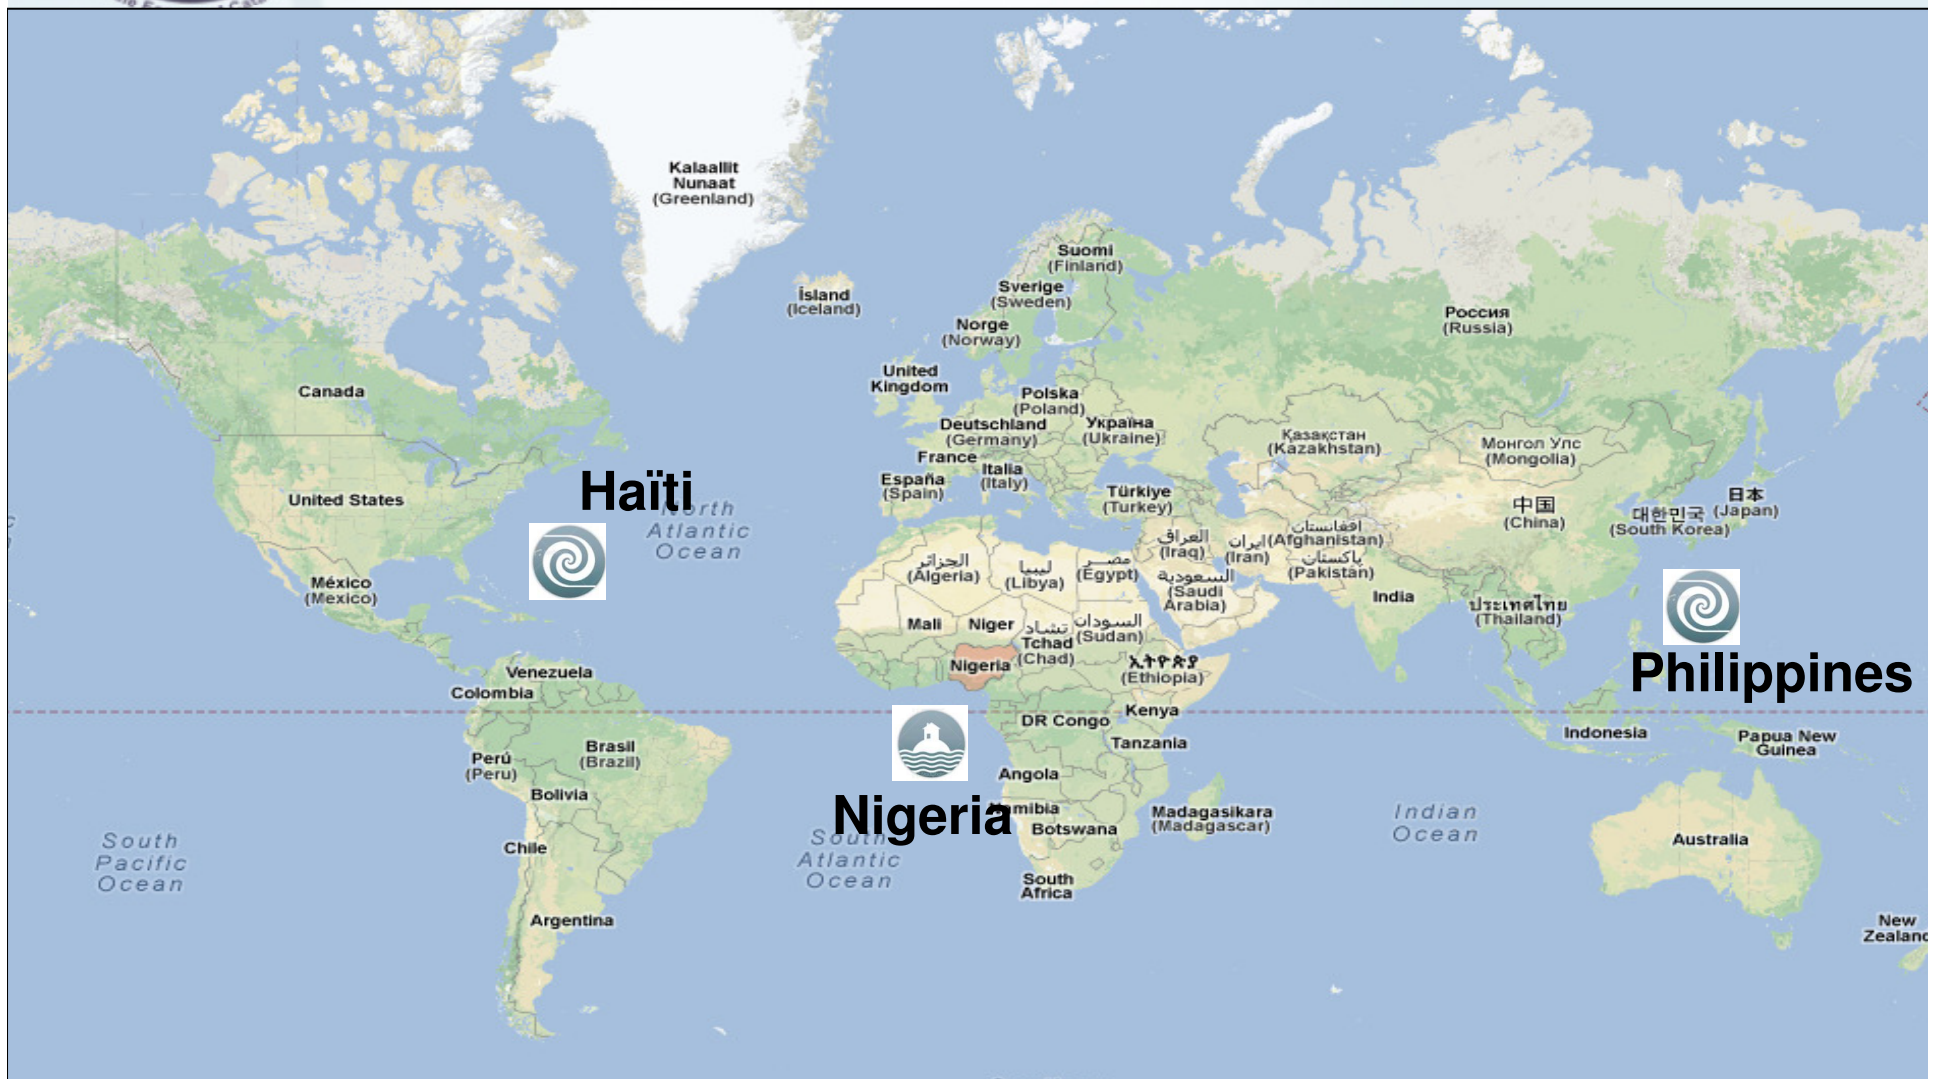 Kalaallit
Nunaat
(Greenland)
Suomi
(Finland)
Ísland
(Iceland)
Sverige
(Sweden)
Norge
(Norway)
Россия
(Russia)
United
Kingdom
Canada
Polska
(Poland)
Deutschland
(Germany)
Україна
(Ukraine)
France
Italia
(Italy)
España
(Spain)
Қазақстан
(Kazakhstan)
Монгол Улс
(Mongolia)
Haïti
United States
North
Atlantic
Ocean
Türkiye
(Turkey)
中国
(China)
日本
(Japan)
대한민국
(South Korea)
العراق
(Iraq)
ایران
(Iran)
افغانستان
(Afghanistan)
پاکستان
(Pakistan)
الجزائر
(Algeria)
ليبيا
(Libya)
مصر
(Egypt)
السعودية
(Saudi
Arabia)
México
(Mexico)
India
ประเทศไทย
(Thailand)
Mali
Niger
تشاد
Tchad
(Chad)
السودان
(Sudan)
Nigeria
ኢትዮጵያ
(Ethiopia)
Philippines
Venezuela
Colombia
DR Congo
Kenya
Tanzania
Indonesia
Papua New
Guinea
Perú
(Peru)
Brasil
(Brazil)
Bolivia
Angola
Nigeria
Namibia
Botswana
Madagasikara
(Madagascar)
Indian
Ocean
Australia
South
Pacific
Ocean
Chile
South
Atlantic
Ocean
South
Africa
Argentina
New
Zealand